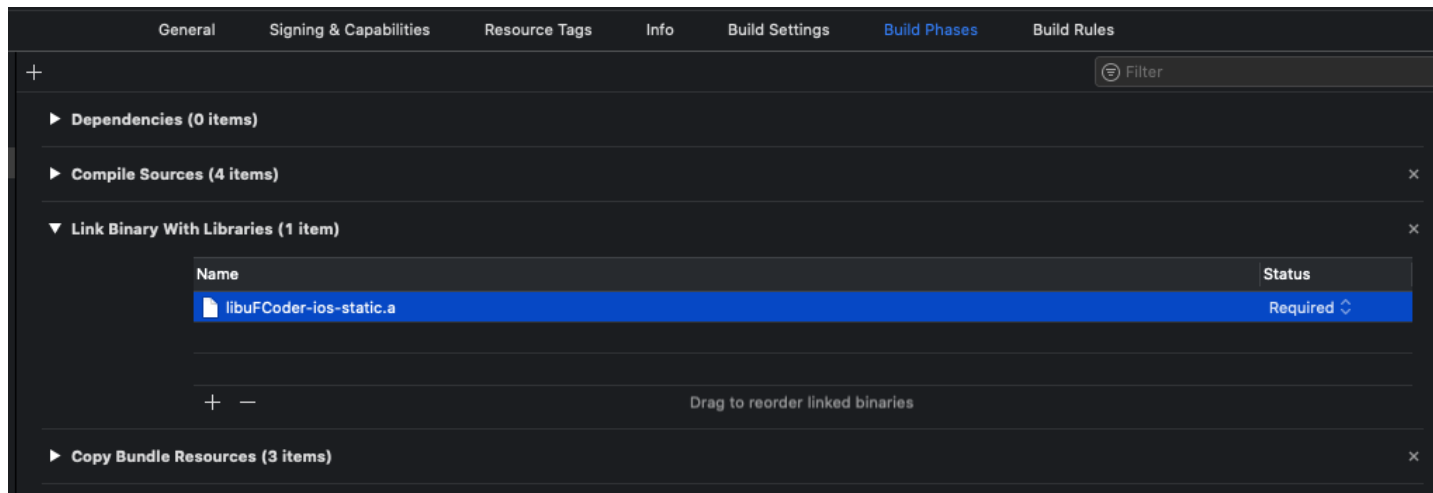 General Signing & Capabilities Resource Tags Info Build Settings Build Phases Build Rules
Filter
Dependencies (0 items)
Compile Sources (4 items)
Link Binary With Libraries (1 item)
Name Status
libuFCoder-ios-static.a Required
Drag to reorder linked binaries
Copy Bundle Resources (3 items)